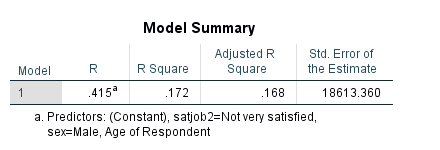 Model Summary
Model R R Square Adjusted R Square Std. Error of the Estimate
1 .415a .172 .168 18613.360
a. Predictors: (Constant), satjob2=Not very satisfied,
sex=Male, Age of Respondent